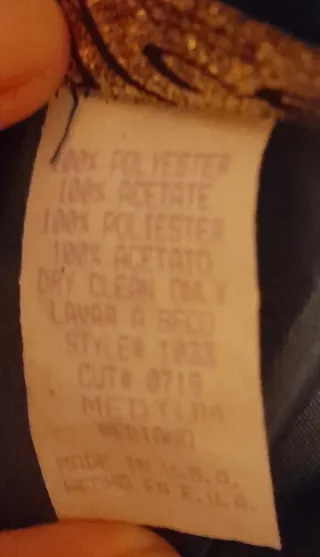 100% POLYESTER
100% ACETATE
100% POLIESTER
100% ACETATO
DRY CLEAN ONLY
LAVAR A SECO
STYLE# 1033
CUT# 0719
MEDIUM
MEDIANO
MADE IN U.S.A.
HECHO EN E.U.A.